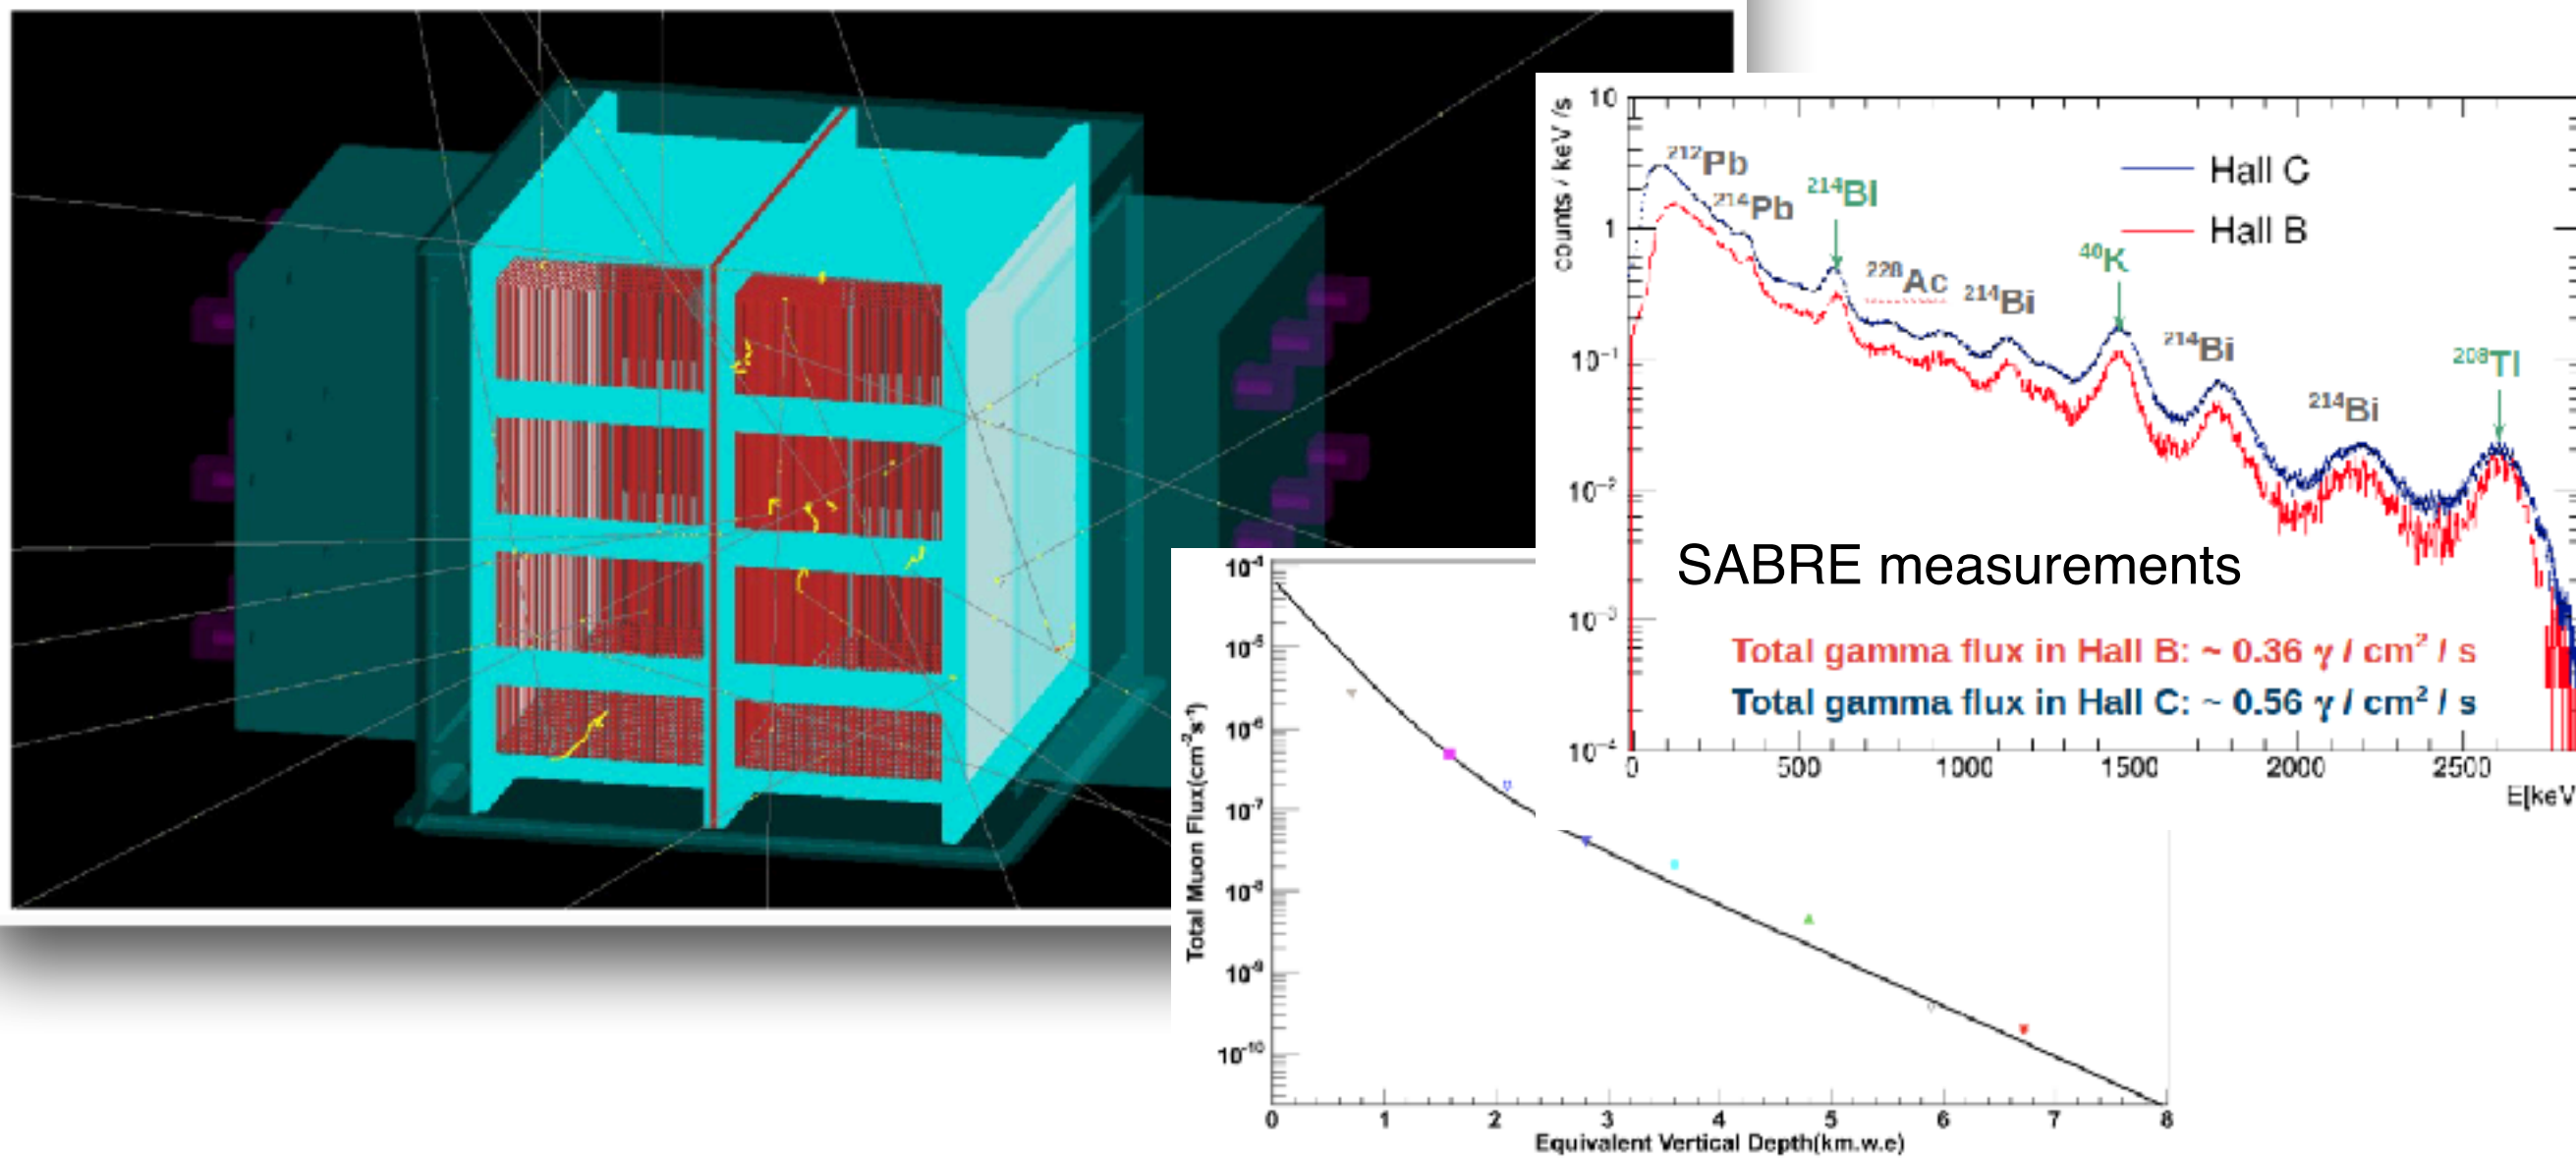 10
1
10⁻¹
10⁻²
10⁻³
10⁻⁴
counts / keV /s
²¹²Pb
²¹⁴Pb
²¹⁴BI
²²⁸Ac
²¹⁴Bi
⁴⁰K
²¹⁴Bi
²¹⁴Bi
²⁰⁸Tl
Hall C
Hall B
SABRE measurements
Total gamma flux in Hall B: ~ 0.36 γ / cm² / s
Total gamma flux in Hall C: ~ 0.56 γ / cm² / s
0 500 1000 1500 2000 2500
E[keV
10⁻⁴
10⁻⁵
10⁻⁶
10⁻⁷
10⁻⁸
10⁻⁹
10⁻¹⁰
Total Muon Flux(cm⁻²s⁻¹)
0 1 2 3 4 5 6 7 8
Equivalent Vertical Depth(km.w.e)